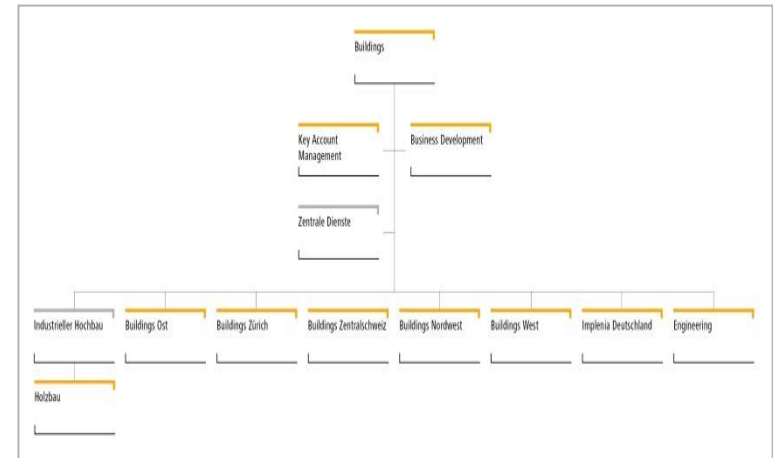 Buildings
Key Account
Management
Business Development
Zentrale Dienste
Industrieller Hochbau
Buildings Ost
Buildings Zürich
Buildings Zentralschweiz
Buildings Nordwest
Buildings West
Implenia Deutschland
Engineering
Holzbau